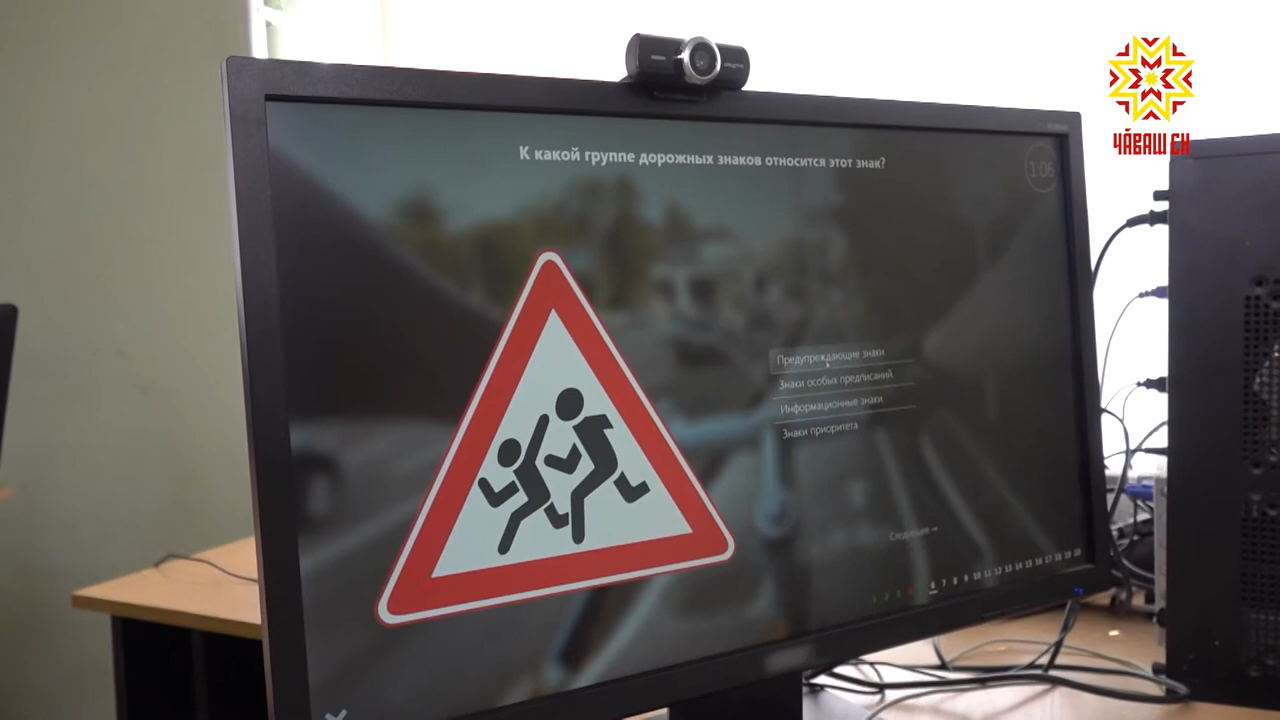 ЧӐВАШ ЕН
К какой группе дорожных знаков относится этот знак?
1:06
Предупреждающие знаки.
Знаки особых предписаний.
Информационные знаки.
Знаки приоритета
Следующий →
6 7 8 9 10 11 12 13 14 15 16 17 18 19 20